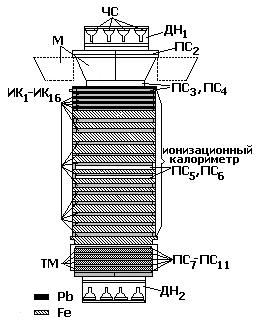 ЧС
ДН1
М
ПС2
ПС3, ПС4
ИК1-ИК16
ионизационный
калориметр
ПС5,ПС6
ТМ
ПС7-ПС11
ДН2
Pb
Fe